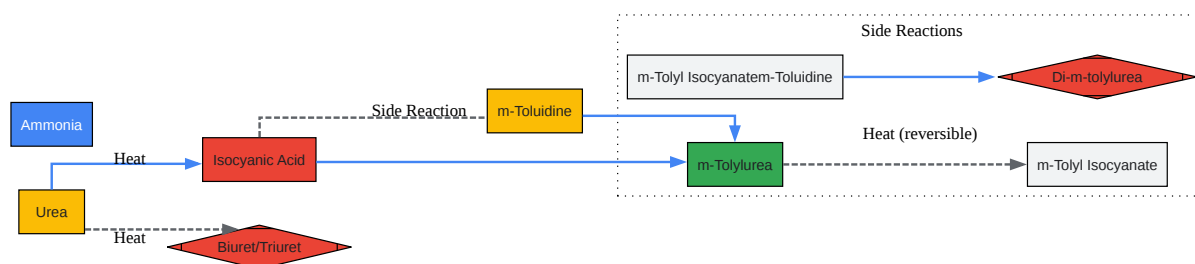 Side Reactions
m-Tolyl Isocyanatem-Toluidine
Di-m-tolylurea
Ammonia
Side Reaction
m-Toluidine
Heat (reversible)
Heat
Isocyanic Acid
m-Tolylurea
m-Tolyl Isocyanate
Urea
Heat
Biuret/Triuret